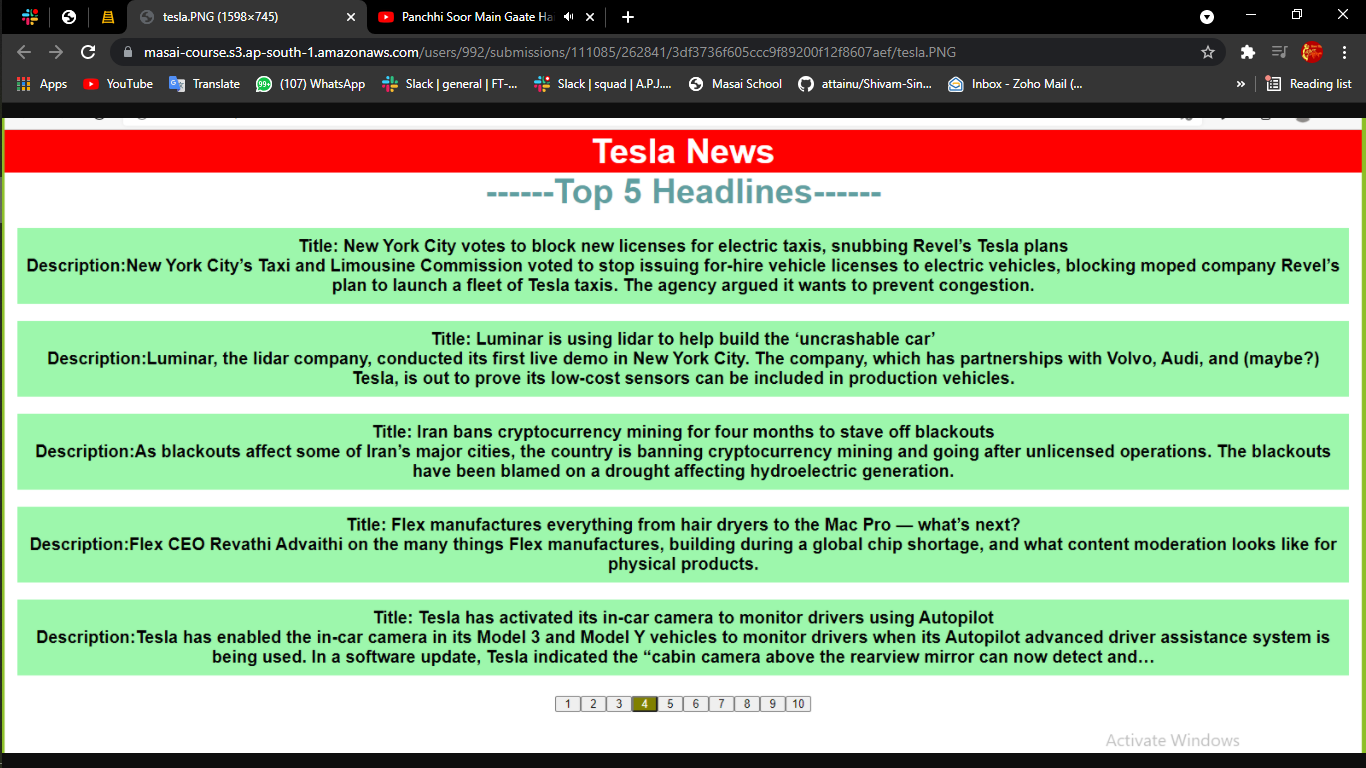 tesla.PNG (1598×745)
Panchhi Soor Main Gaate Ha
masai-course.s3.ap-south-1.amazonaws.com/users/992/submissions/111085/262841/3df3736f605ccc9f89200f12f8607aef/tesla.PNG
Apps
YouTube
Translate
99+
(107) WhatsApp
Slack | general | FT-...
Slack | squad | A.P.J....
Masai School
attainu/Shivam-Sin...
Inbox - Zoho Mail (...
»
Reading list
Tesla News
------Top 5 Headlines------
Title: New York City votes to block new licenses for electric taxis, snubbing Revel’s Tesla plans
Description:New York City’s Taxi and Limousine Commission voted to stop issuing for-hire vehicle licenses to electric vehicles, blocking moped company Revel’s
plan to launch a fleet of Tesla taxis. The agency argued it wants to prevent congestion.
Title: Luminar is using lidar to help build the ‘uncrashable car’
Description:Luminar, the lidar company, conducted its first live demo in New York City. The company, which has partnerships with Volvo, Audi, and (maybe?)
Tesla, is out to prove its low-cost sensors can be included in production vehicles.
Title: Iran bans cryptocurrency mining for four months to stave off blackouts
Description:As blackouts affect some of Iran’s major cities, the country is banning cryptocurrency mining and going after unlicensed operations. The blackouts
have been blamed on a drought affecting hydroelectric generation.
Title: Flex manufactures everything from hair dryers to the Mac Pro — what’s next?
Description:Flex CEO Revathi Advaithi on the many things Flex manufactures, building during a global chip shortage, and what content moderation looks like for
physical products.
Title: Tesla has activated its in-car camera to monitor drivers using Autopilot
Description:Tesla has enabled the in-car camera in its Model 3 and Model Y vehicles to monitor drivers when its Autopilot advanced driver assistance system is
being used. In a software update, Tesla indicated the “cabin camera above the rearview mirror can now detect and…
1 2 3 4 5 6 7 8 9 10
Activate Windows